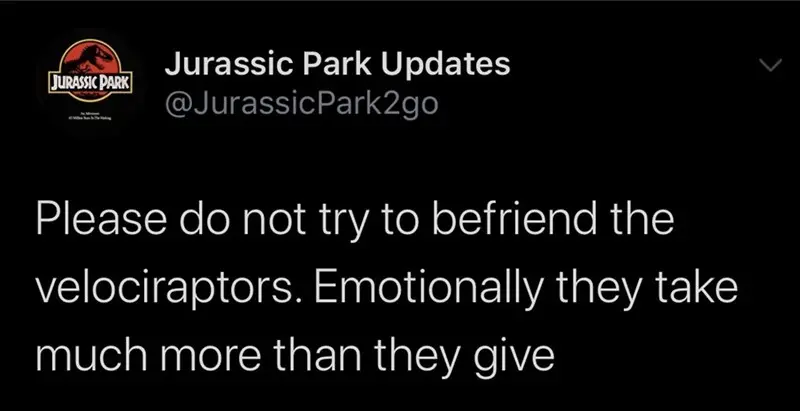 Jurassic Park Updates
@JurassicPark2go
JURASSIC PARK
Please do not try to befriend the
velociraptors. Emotionally they take
much more than they give